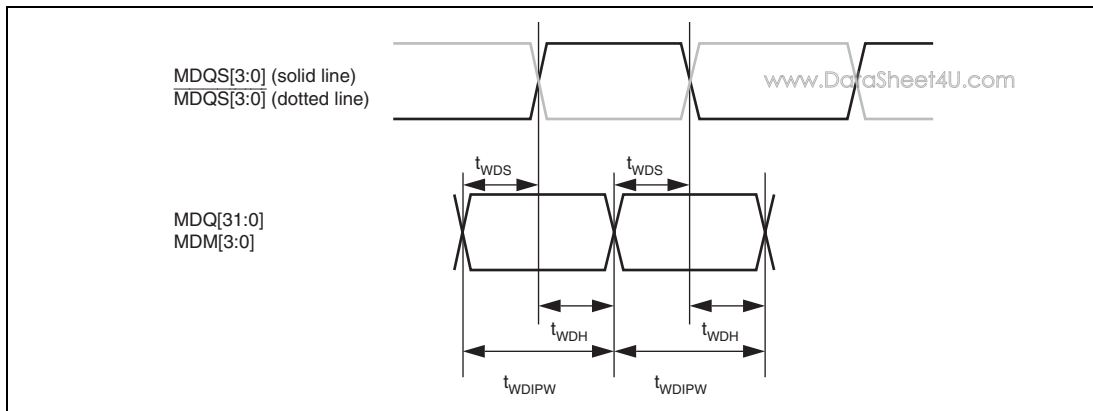 MDQS[3:0] (solid line)
MDQS[3:0] (dotted line)
www.DataSheet4U.com
tWDS tWDS
MDQ[31:0]
MDM[3:0]
tWDH tWDH
tWDIPW tWDIPW